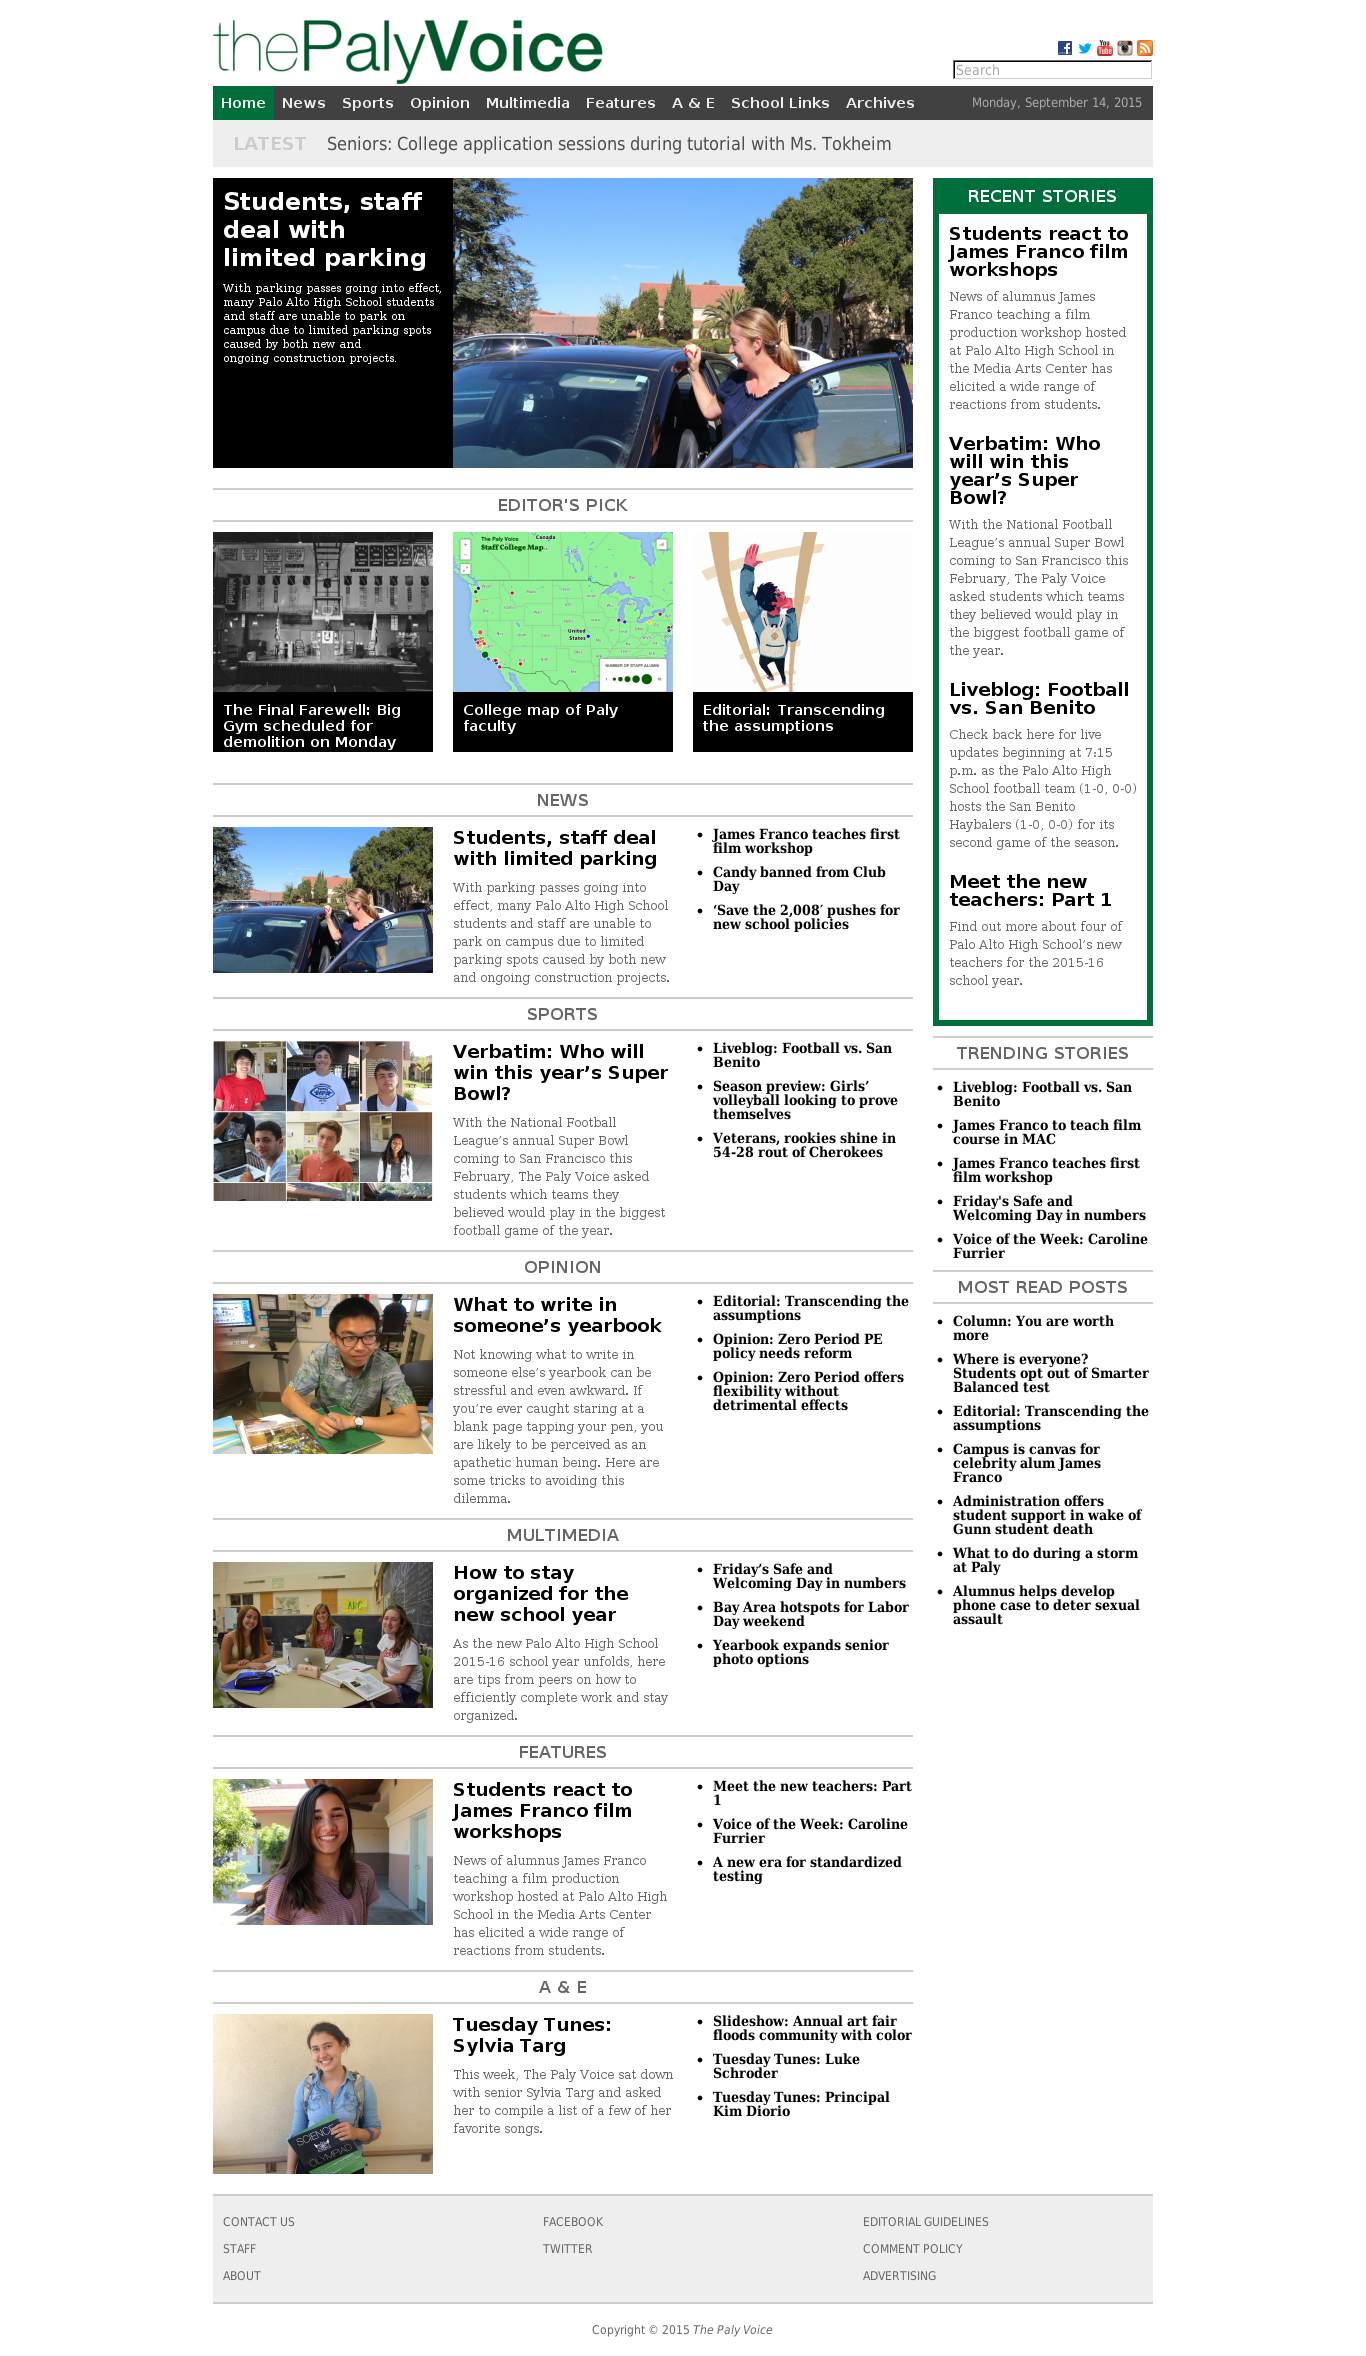 thePalyVoice
Search
Home News Sports Opinion Multimedia Features A & E School Links Archives Monday, September 14, 2015
LATEST Seniors: College application sessions during tutorial with Ms. Tokheim
Students, staff
deal with
limited parking
With parking passes going into effect,
many Palo Alto High School students
and staff are unable to park on
campus due to limited parking spots
caused by both new and
ongoing construction projects.
EDITOR'S PICK
The Paly Voice
Staff College Map
Canada
United
States
NUMBER OF STAFF ALUMNI
The Final Farewell: Big
Gym scheduled for
demolition on Monday
College map of Paly
faculty
Editorial: Transcending
the assumptions
NEWS
Students, staff deal
with limited parking
With parking passes going into
effect, many Palo Alto High School
students and staff are unable to
park on campus due to limited
parking spots caused by both new
and ongoing construction projects.
• James Franco teaches first
film workshop
• Candy banned from Club
Day
• ‘Save the 2,008′ pushes for
new school policies
SPORTS
Verbatim: Who will
win this year’s Super
Bowl?
With the National Football
League’s annual Super Bowl
coming to San Francisco this
February, The Paly Voice asked
students which teams they
believed would play in the biggest
football game of the year.
• Liveblog: Football vs. San
Benito
• Season preview: Girls’
volleyball looking to prove
themselves
• Veterans, rookies shine in
54-28 rout of Cherokees
OPINION
What to write in
someone’s yearbook
Not knowing what to write in
someone else’s yearbook can be
stressful and even awkward. If
you’re ever caught staring at a
blank page tapping your pen, you
are likely to be perceived as an
apathetic human being. Here are
some tricks to avoiding this
dilemma.
• Editorial: Transcending the
assumptions
• Opinion: Zero Period PE
policy needs reform
• Opinion: Zero Period offers
flexibility without
detrimental effects
MULTIMEDIA
How to stay
organized for the
new school year
As the new Palo Alto High School
2015-16 school year unfolds, here
are tips from peers on how to
efficiently complete work and stay
organized.
• Friday’s Safe and
Welcoming Day in numbers
• Bay Area hotspots for Labor
Day weekend
• Yearbook expands senior
photo options
FEATURES
Students react to
James Franco film
workshops
News of alumnus James Franco
teaching a film production
workshop hosted at Palo Alto High
School in the Media Arts Center
has elicited a wide range of
reactions from students.
• Meet the new teachers: Part
1
• Voice of the Week: Caroline
Furrier
• A new era for standardized
testing
A & E
SCIENCE
OLYMPIAD
Tuesday Tunes:
Sylvia Targ
This week, The Paly Voice sat down
with senior Sylvia Targ and asked
her to compile a list of a few of her
favorite songs.
• Slideshow: Annual art fair
floods community with color
• Tuesday Tunes: Luke
Schroder
• Tuesday Tunes: Principal
Kim Diorio
RECENT STORIES
Students react to
James Franco film
workshops
News of alumnus James
Franco teaching a film
production workshop hosted
at Palo Alto High School in
the Media Arts Center has
elicited a wide range of
reactions from students.
Verbatim: Who
will win this
year’s Super
Bowl?
With the National Football
League’s annual Super Bowl
coming to San Francisco this
February, The Paly Voice
asked students which teams
they believed would play in
the biggest football game of
the year.
Liveblog: Football
vs. San Benito
Check back here for live
updates beginning at 7:15
p.m. as the Palo Alto High
School football team (1-0, 0-0)
hosts the San Benito
Haybalers (1-0, 0-0) for its
second game of the season.
Meet the new
teachers: Part 1
Find out more about four of
Palo Alto High School’s new
teachers for the 2015-16
school year.
TRENDING STORIES
• Liveblog: Football vs. San
Benito
• James Franco to teach film
course in MAC
• James Franco teaches first
film workshop
• Friday's Safe and
Welcoming Day in numbers
• Voice of the Week: Caroline
Furrier
MOST READ POSTS
• Column: You are worth
more
• Where is everyone?
Students opt out of Smarter
Balanced test
• Editorial: Transcending the
assumptions
• Campus is canvas for
celebrity alum James
Franco
• Administration offers
student support in wake of
Gunn student death
• What to do during a storm
at Paly
• Alumnus helps develop
phone case to deter sexual
assault
CONTACT US
STAFF
ABOUT
FACEBOOK
TWITTER
EDITORIAL GUIDELINES
COMMENT POLICY
ADVERTISING
Copyright © 2015 The Paly Voice